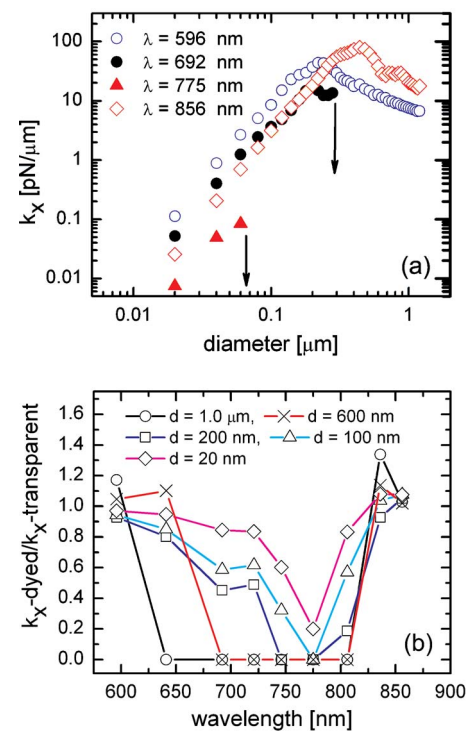 100
10
1
0.1
0.01
kₓ [pN/μm]
λ = 596 nm
λ = 692 nm
λ = 775 nm
λ = 856 nm
(a)
0.01 0.1 1
diameter [μm]
1.6
1.4
1.2
1.0
0.8
0.6
0.4
0.2
0.0
kₓ-dyed/kₓ-transparent
d = 1.0 μm, d = 600 nm
d = 200 nm, d = 100 nm
d = 20 nm
(b)
600 650 700 750 800 850 900
wavelength [nm]